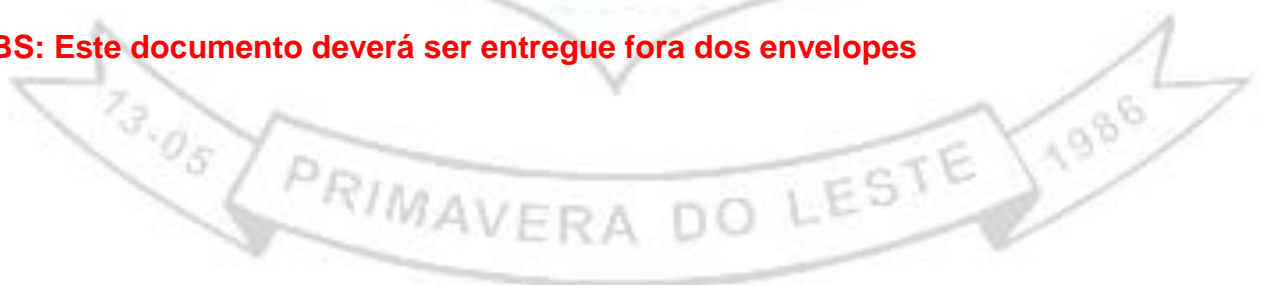 BS: Este documento deverá ser entregue fora dos envelopes
13-05 PRIMAVERA DO LESTE 1986